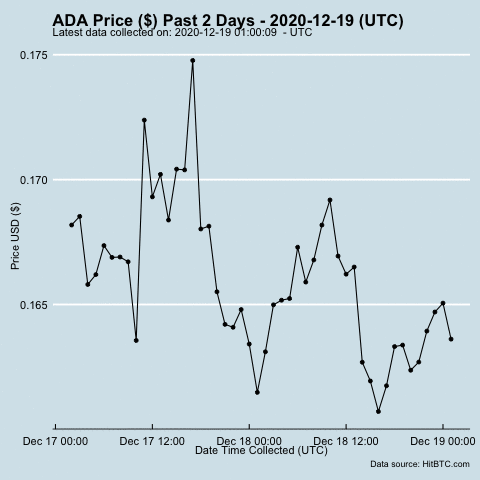 ADA Price ($) Past 2 Days - 2020-12-19 (UTC)
Latest data collected on: 2020-12-19 01:00:09  - UTC
0.175
0.170
0.165
Price USD ($)
Dec 17 00:00 Dec 17 12:00 Dec 18 00:00 Dec 18 12:00 Dec 19 00:00
Date Time Collected (UTC)
Data source: HitBTC.com